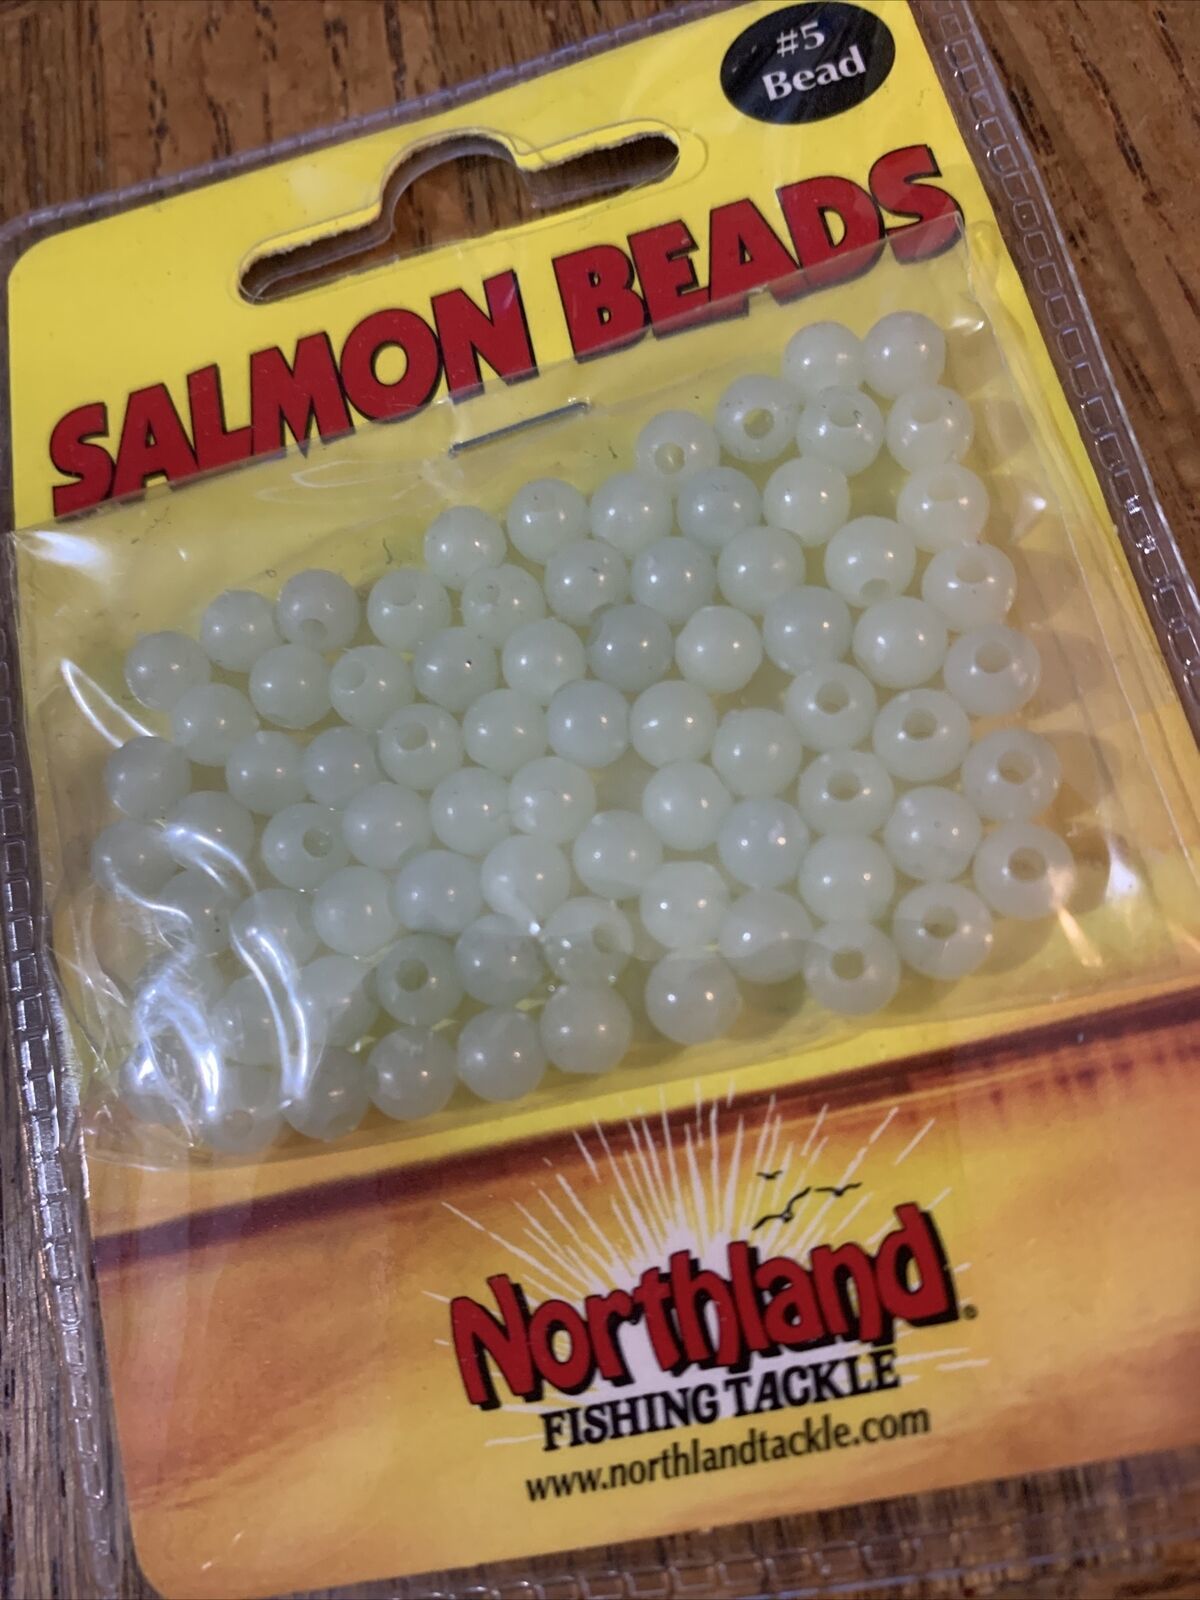 #5
Bead
SALMON BEADS
Northland®
FISHING TACKLE
www.northlandtackle.com